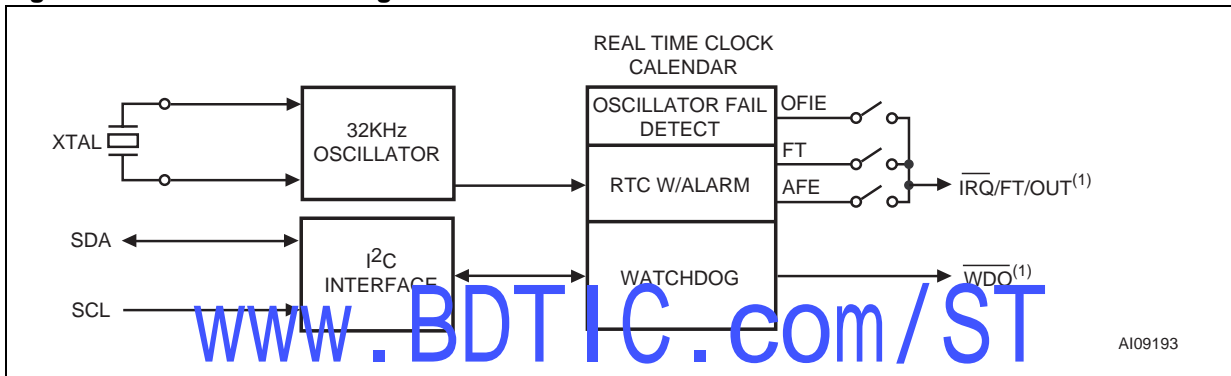 REAL TIME CLOCK
CALENDAR
XTAL
32KHz
OSCILLATOR
OSCILLATOR FAIL
DETECT
OFIE
RTC W/ALARM
FT
AFE
IRQ/FT/OUT(1)
SDA
SCL
I2C
INTERFACE
WATCHDOG
WDO(1)
www.BDTIC.com/ST
AI09193